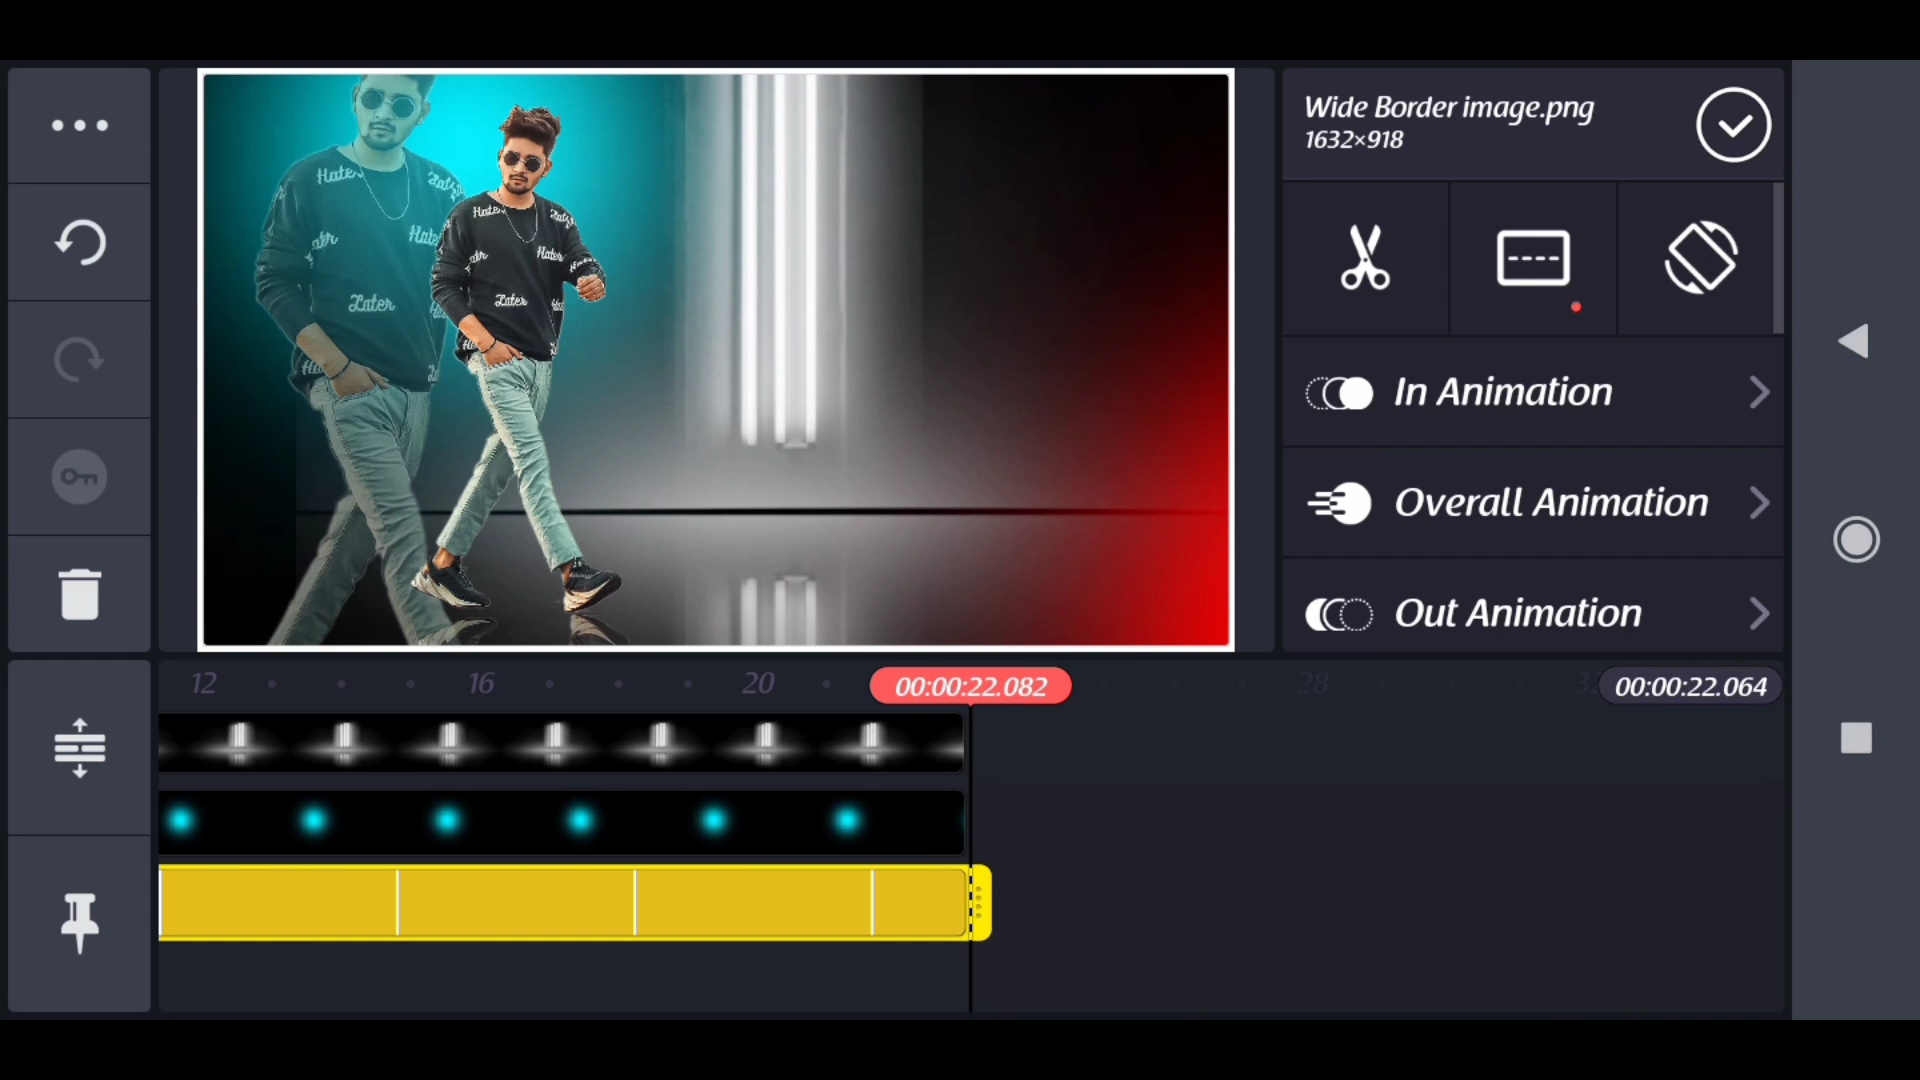 Wide Border image.png
1632×918
Hate
Later
Hater
Later
In Animation
Overall Animation
Out Animation
12
16
20
00:00:22.082
28
00:00:22.064